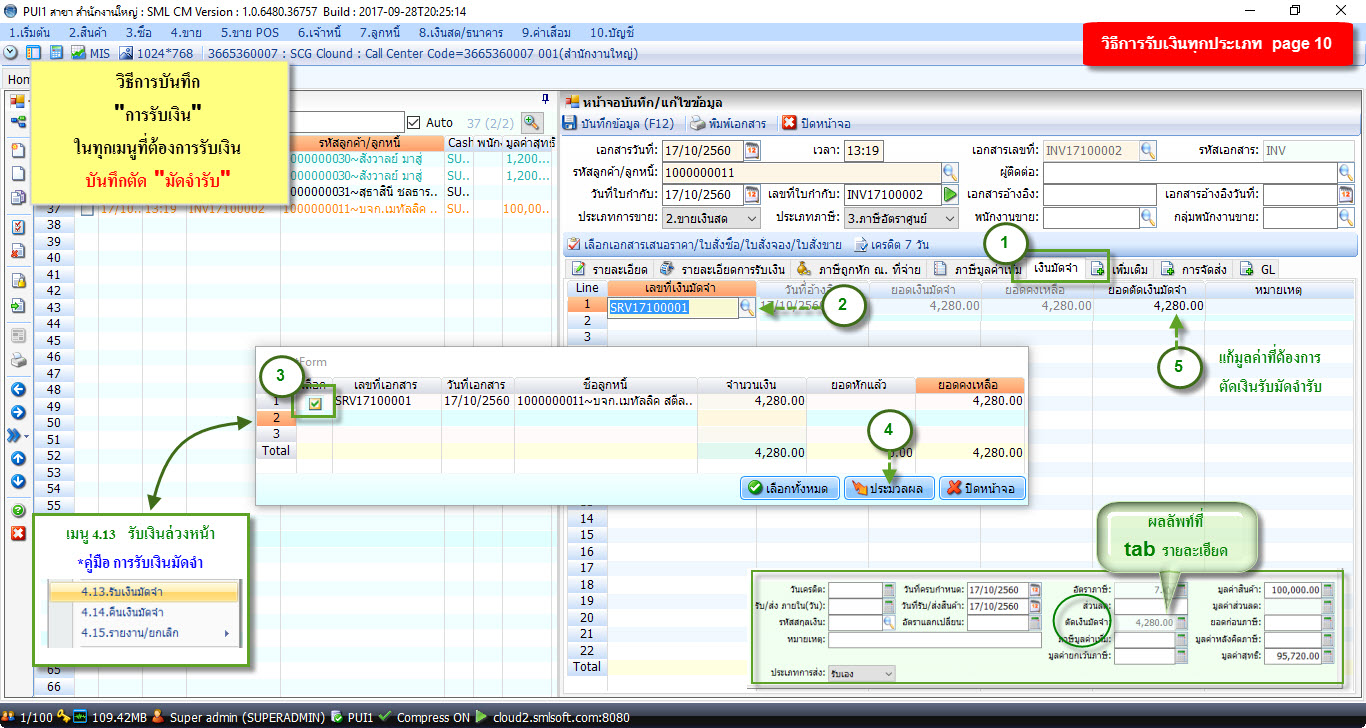 PUI1 สาขา สำนักงานใหญ่ : SML CM Version : 1.0.6480.36757 Build : 2017-09-28T20:25:14
1.เริ่มต้น 2.สินค้า 3.ซื้อ 4.ขาย 5.ขาย POS 6.เจ้าหนี้ 7.ลูกหนี้ 8.เงินสด/ธนาคาร 9.ค่าเสื่อม 10.บัญชี
วิธีการรับเงินทุกประเภท page 10
MIS 1024*768 3665360007 : SCG Clound : Call Center Code=3665360007 001(สำนักงานใหญ่)
Hom
วิธีการบันทึก
"การรับเงิน"
ในทุกเมนูที่ต้องการรับเงิน
บันทึกตัด "มัดจำรับ"
Auto 37 (2/2)
รหัสลูกค้า/ลูกหนี้ Cash พนัก มูลค่าสุทธิ
0000000030~สังวาลย์ มาสู่ SU.. 1,200...
0000000030~สังวาลย์ มาสู่ SU.. 1,200...
0000000031~สุธาสินี ชลธาร.. SU..
37 17/10... 13:19 INV17100002 1000000011~บจก.เมทัลลิค .. SU.. 100,00...
38
39
40
41
42
43
44
45
46
47
48
49
50
51
52
53
54
55
65
66
หน้าจอบันทึก/แก้ไขข้อมูล
บันทึกข้อมูล (F12) พิมพ์เอกสาร ปิดหน้าจอ
เอกสารวันที่: 17/10/2560 เวลา: 13:19 เอกสารเลขที่: INV17100002 รหัสเอกสาร: INV
รหัสลูกค้า/ลูกหนี้: 1000000011 ผู้ติดต่อ:
วันที่ใบกำกับ: 17/10/2560 เลขที่ใบกำกับ: INV17100002 เอกสารอ้างอิง: เอกสารอ้างอิงวันที่:
ประเภทการขาย: 2.ขายเงินสด ประเภทภาษี: 3.ภาษีอัตราศูนย์ พนักงานขาย: กลุ่มพนักงานขาย:
เลือกเอกสารเสนอราคา/ใบสั่งซื้อ/ใบสั่งจอง/ใบสั่งขาย เครดิต 7 วัน
1
รายละเอียด รายละเอียดการรับเงิน ภาษีถูกหัก ณ. ที่จ่าย ภาษีมูลค่าเพิ่ม เงินมัดจำ เพิ่มเติม การจัดส่ง GL
Line เลขที่เงินมัดจำ วันที่อ้างอิง ยอดเงินมัดจำ ยอดคงเหลือ ยอดตัดเงินมัดจำ หมายเหตุ
1 SRV17100001 17/10/2560 4,280.00 4,280.00 4,280.00
2
2
3
5
แก้มูลค่าที่ต้องการ
ตัดเงินรับมัดจำรับ
Form
3
เลือก เลขที่เอกสาร วันที่เอกสาร ชื่อลูกหนี้ จำนวนเงิน ยอดหักแล้ว ยอดคงเหลือ
1 SRV17100001 17/10/2560 1000000011~บจก.เมทัลลิค สตีล.. 4,280.00 4,280.00
2
3
Total 4,280.00 0.00 4,280.00
4
เลือกทั้งหมด ประมวลผล ปิดหน้าจอ
14
15
16
17
18
19
20
21
22
Total
เมนู 4.13 รับเงินล่วงหน้า
*คู่มือ การรับเงินมัดจำ
4.13.รับเงินมัดจำ
4.14.คืนเงินมัดจำ
4.15.รายงาน/ยกเลิก
ผลลัพท์ที่
tab รายละเอียด
วันเครดิต: วันที่ครบกำหนด: 17/10/2560 อัตราภาษี: มูลค่าสินค้า: 100,000.00
รับ/ส่ง ภายใน(วัน): วันที่รับ/ส่งสินค้า: 17/10/2560 ส่วนลด: มูลค่าส่วนลด:
รหัสสกุลเงิน: อัตราแลกเปลี่ยน: ตัดเงินมัดจำ: 4,280.00 ยอดก่อนภาษี:
หมายเหตุ: ภาษีมูลค่าเพิ่ม: มูลค่าหลังคิดภาษี:
มูลค่ายกเว้นภาษี: มูลค่าสุทธิ: 95,720.00
ประเภทการส่ง: รับเอง
1/100 109.42MB Super admin (SUPERADMIN) PUI1 Compress ON cloud2.smlsoft.com:8080